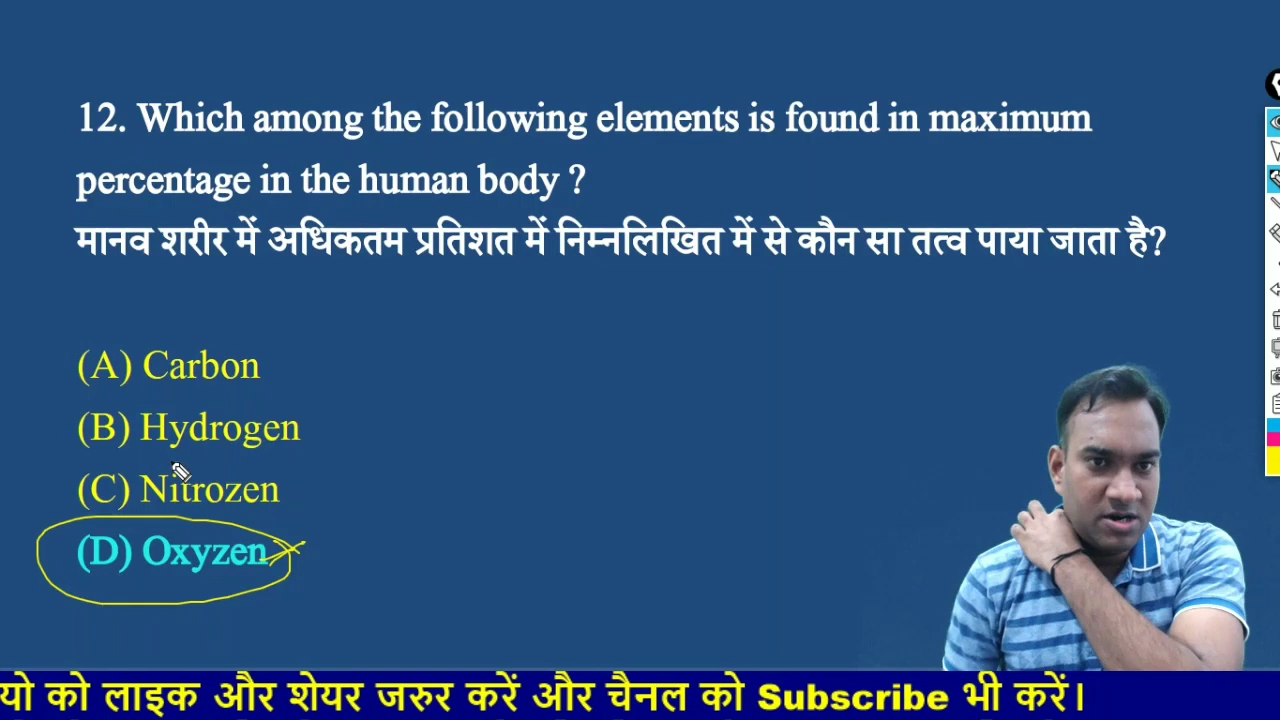 12. Which among the following elements is found in maximum
percentage in the human body ?
मानव शरीर में अधिकतम प्रतिशत में निम्नलिखित में से कौन सा तत्व पाया जाता है?
(A) Carbon
(B) Hydrogen
(C) Nitrozen
(D) Oxyzen
यो को लाइक और शेयर जरुर करें और चैनल को Subscribe भी करें।